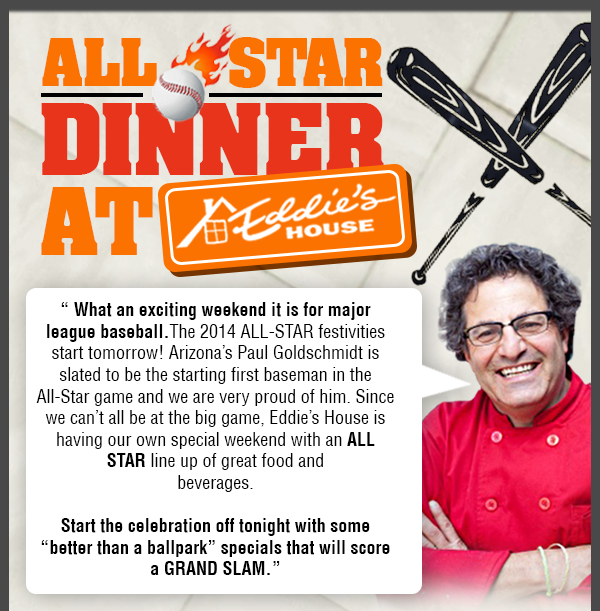 ALL STAR
DINNER
AT Eddie's
HOUSE
“ What an exciting weekend it is for major
league baseball.The 2014 ALL-STAR festivities
start tomorrow! Arizona’s Paul Goldschmidt is
slated to be the starting first baseman in the
All-Star game and we are very proud of him. Since
we can’t all be at the big game, Eddie’s House is
having our own special weekend with an ALL
STAR line up of great food and
beverages.
Start the celebration off tonight with some
“better than a ballpark” specials that will score
a GRAND SLAM.”